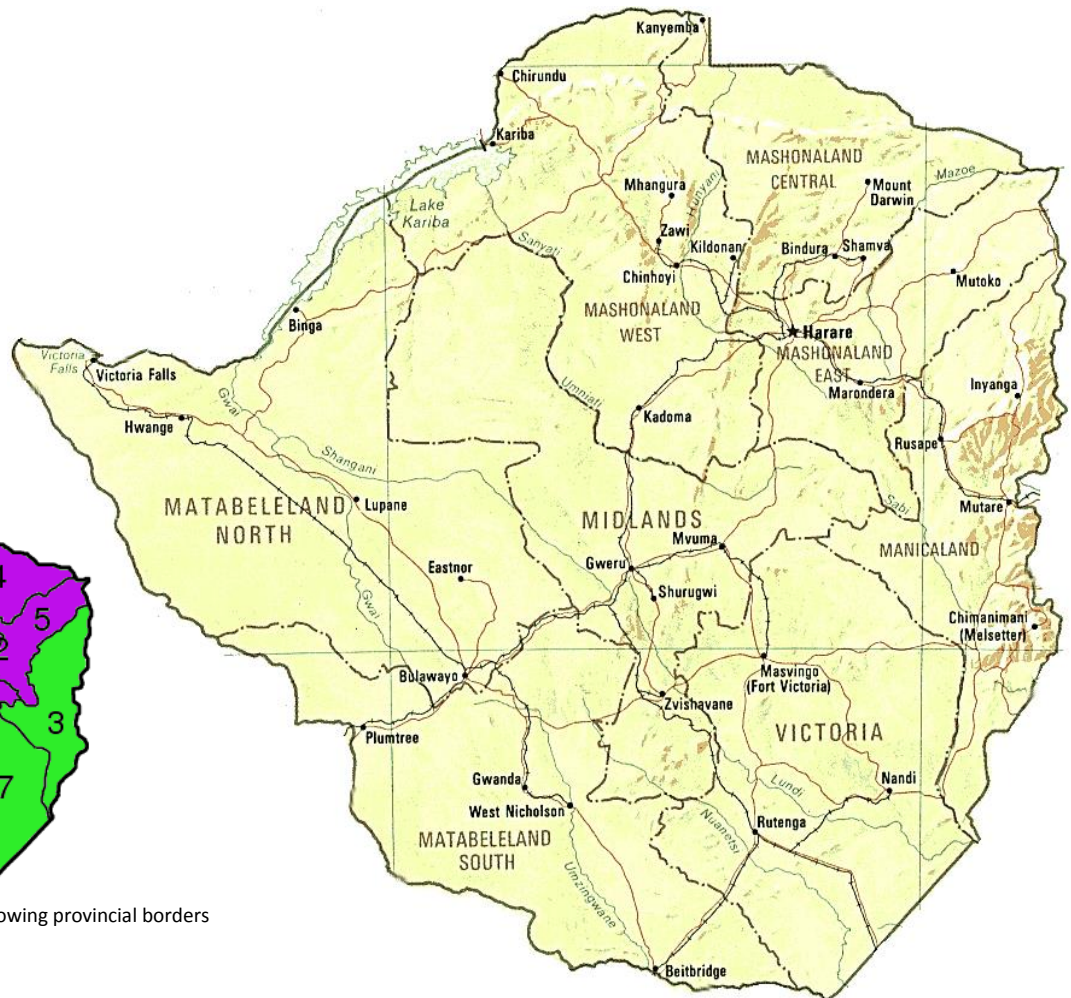 Kanyemba
Chirundu
Kariba
MASHONALAND
CENTRAL
Mazoe
Mhangura
Hunyani
Mount
Darwin
Lake
Kariba
Zawi
Sanyati
Kildonan
Bindura
Shamva
Chinhoyi
Mutoko
MASHONALAND
WEST
Binga
Harare
MASHONALAND
EAST
Victoria
Falls
Victoria Falls
Marondera
Inyanga
Umniati
Gwai
Kadoma
Hwange
Rusape
Shangani
MATABELELAND
NORTH
Lupane
Sabi
Mutare
MIDLANDS
Mvuma
MANICALAND
Gweru
Eastnor
Shurugwi
4
5
2
3
7
Gwai
Chimanimani
(Melsetter)
Bulawayo
Masvingo
(Fort Victoria)
Zvishavane
Plumtree
VICTORIA
Gwanda
Lundi
Nandi
West Nicholson
Nuanetsi
Rutenga
MATABELELAND
SOUTH
Umzingwane
owing provincial borders
Beitbridge